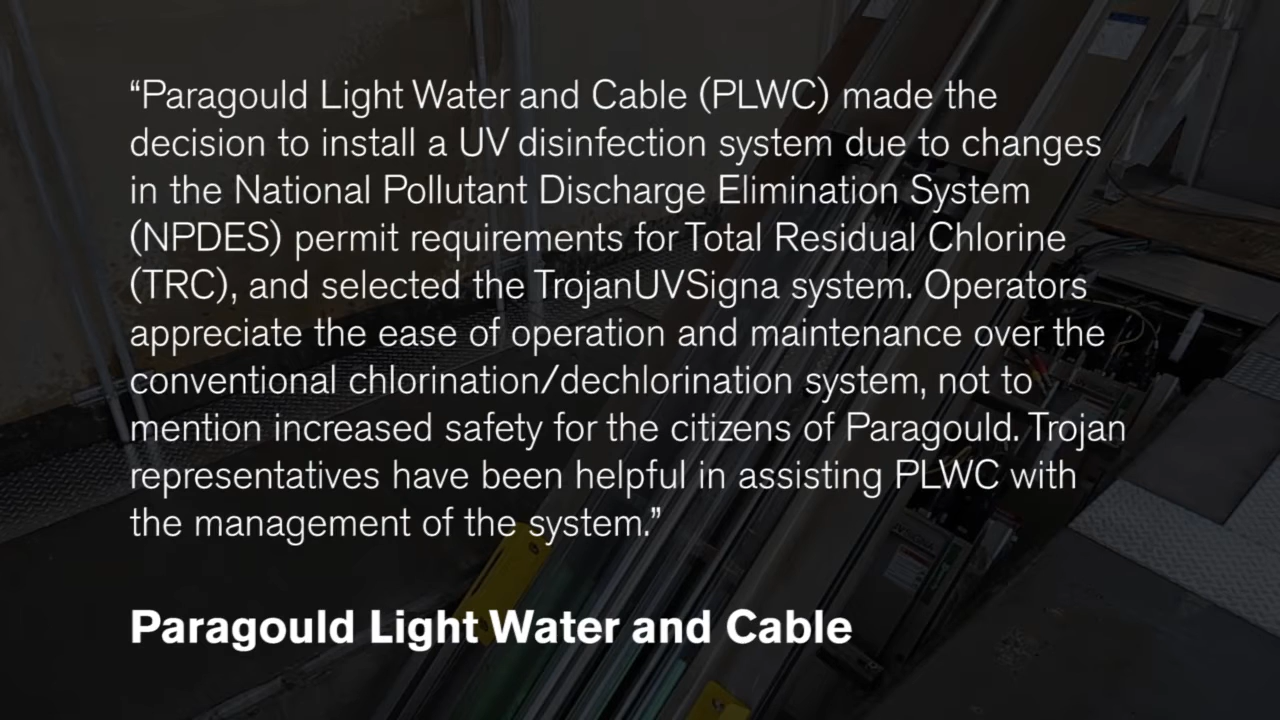 “Paragould Light Water and Cable (PLWC) made the
decision to install a UV disinfection system due to changes
in the National Pollutant Discharge Elimination System
(NPDES) permit requirements for Total Residual Chlorine
(TRC), and selected the TrojanUVSigna system. Operators
appreciate the ease of operation and maintenance over the
conventional chlorination/dechlorination system, not to
mention increased safety for the citizens of Paragould. Trojan
representatives have been helpful in assisting PLWC with
the management of the system.”
Paragould Light Water and Cable